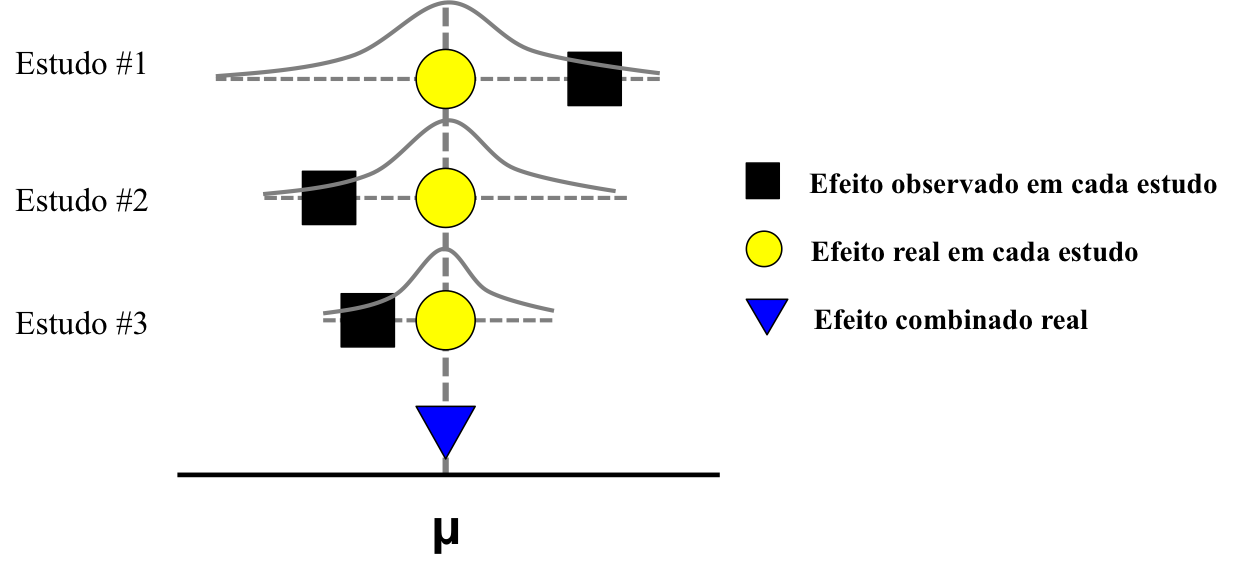 Estudo #1
Estudo #2
Efeito observado em cada estudo
Efeito real em cada estudo
Estudo #3
Efeito combinado real
μ